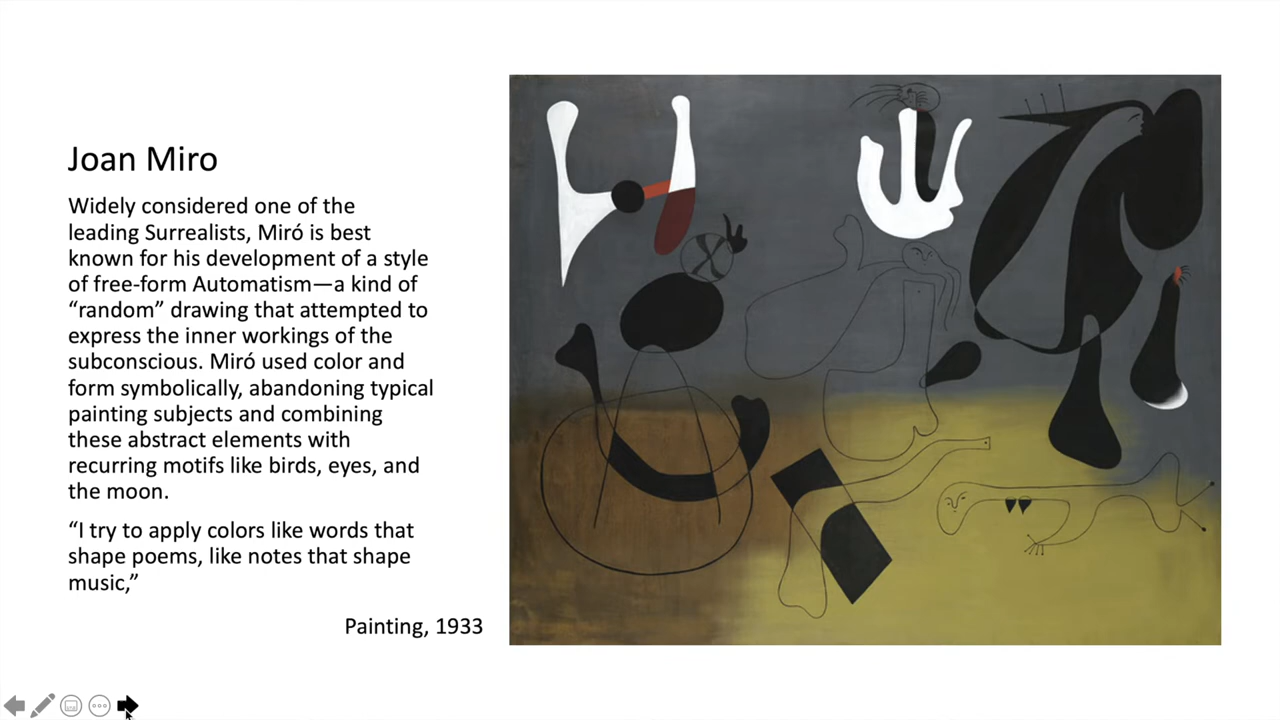 Joan Miro
Widely considered one of the
leading Surrealists, Miró is best
known for his development of a style
of free-form Automatism—a kind of
“random” drawing that attempted to
express the inner workings of the
subconscious. Miró used color and
form symbolically, abandoning typical
painting subjects and combining
these abstract elements with
recurring motifs like birds, eyes, and
the moon.
“I try to apply colors like words that
shape poems, like notes that shape
music,”
Painting, 1933